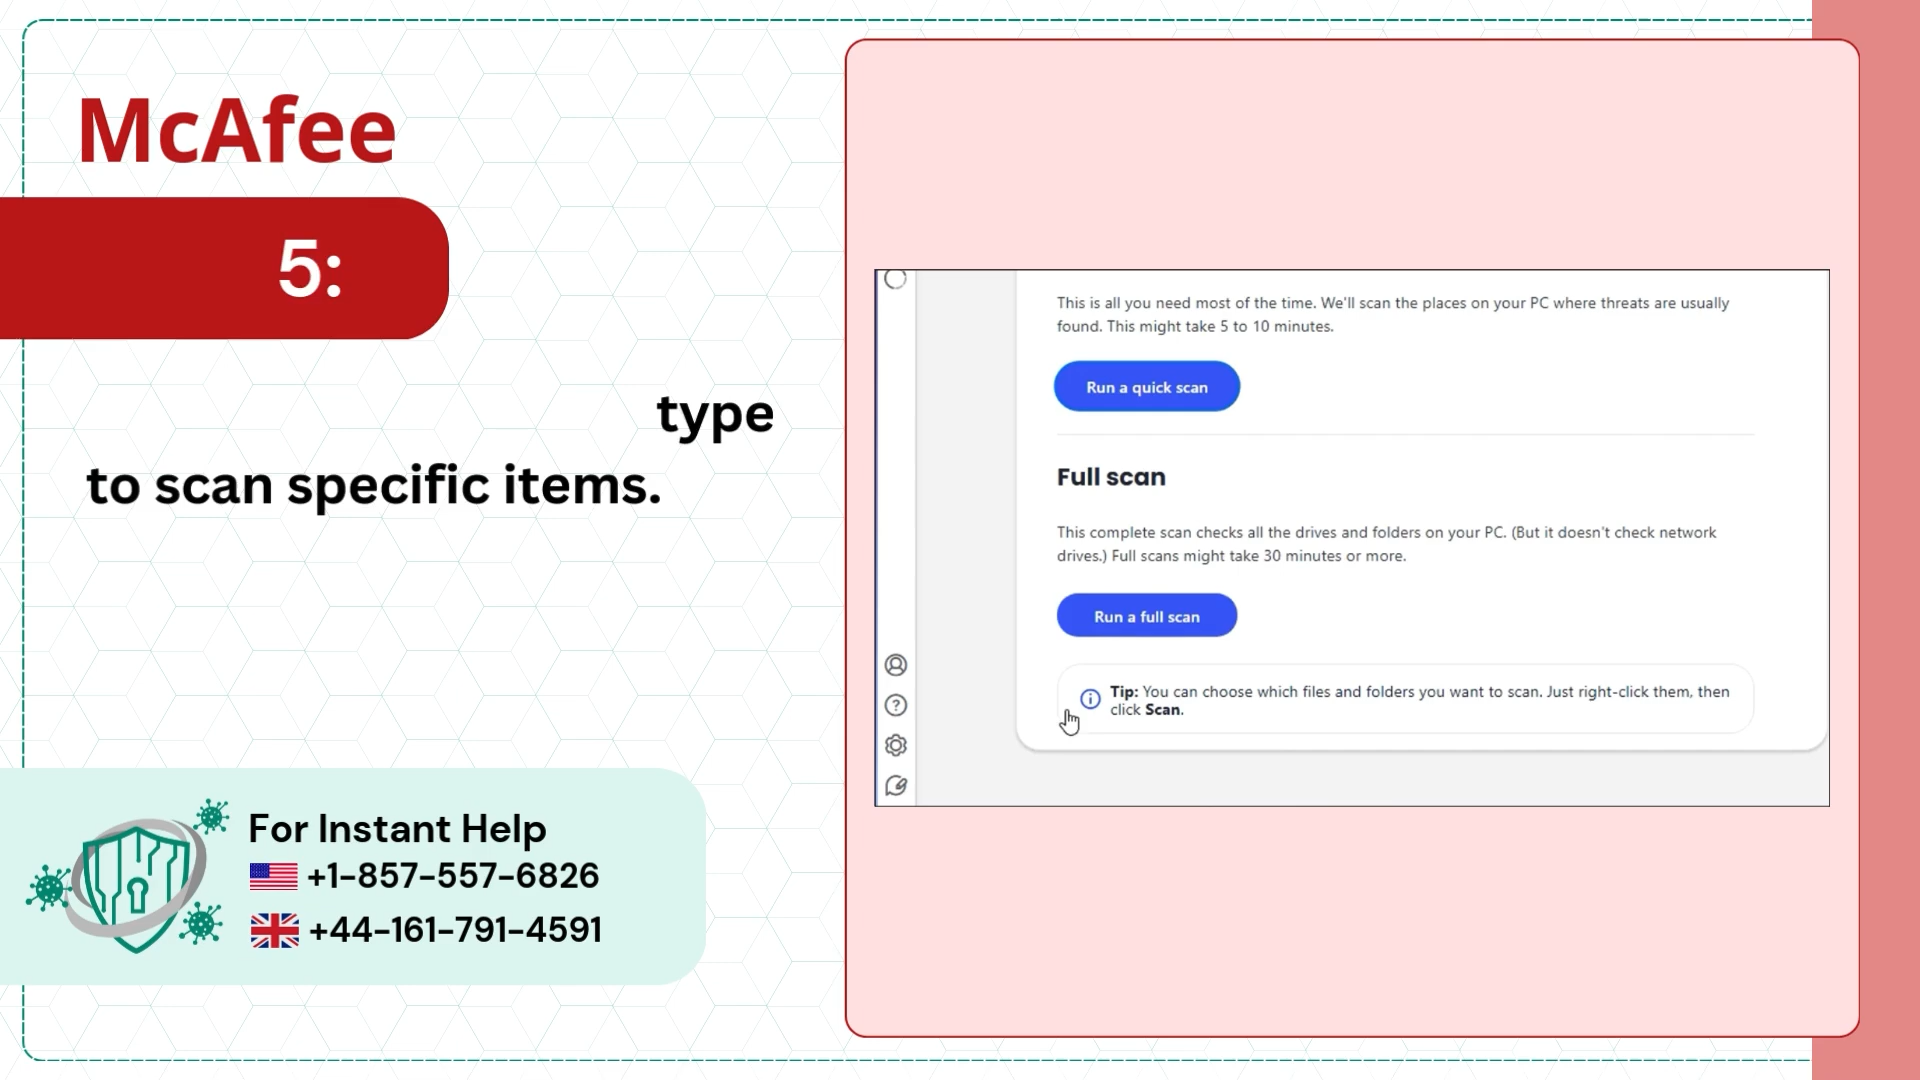 McAfee
5:
type
to scan specific items.
For Instant Help
+1-857-557-6826
+44-161-791-4591
This is all you need most of the time. We'll scan the places on your PC where threats are usually
found. This might take 5 to 10 minutes.
Run a quick scan
Full scan
This complete scan checks all the drives and folders on your PC. (But it doesn't check network
drives.) Full scans might take 30 minutes or more.
Run a full scan
Tip: You can choose which files and folders you want to scan. Just right-click them, then
click Scan.